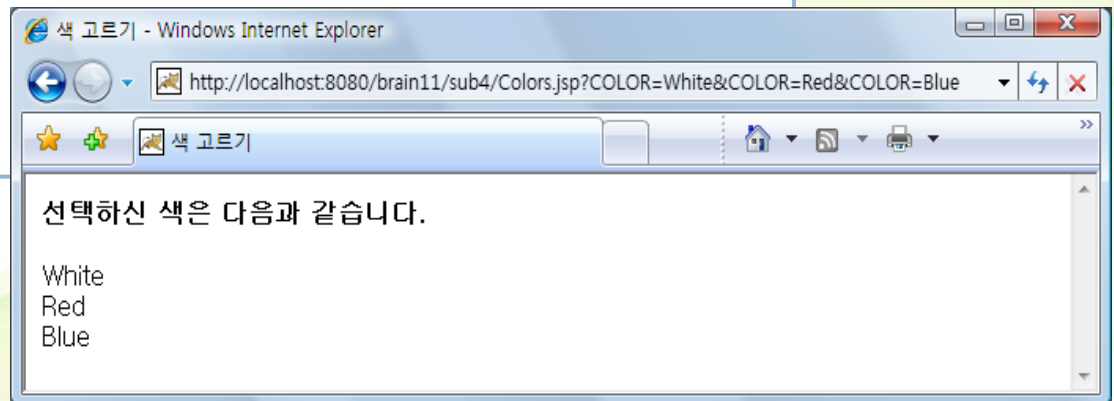 색 고르기 - Windows Internet Explorer
http://localhost:8080/brain11/sub4/Colors.jsp?COLOR=White&COLOR=Red&COLOR=Blue
색 고르기
선택하신 색은 다음과 같습니다.
White
Red
Blue